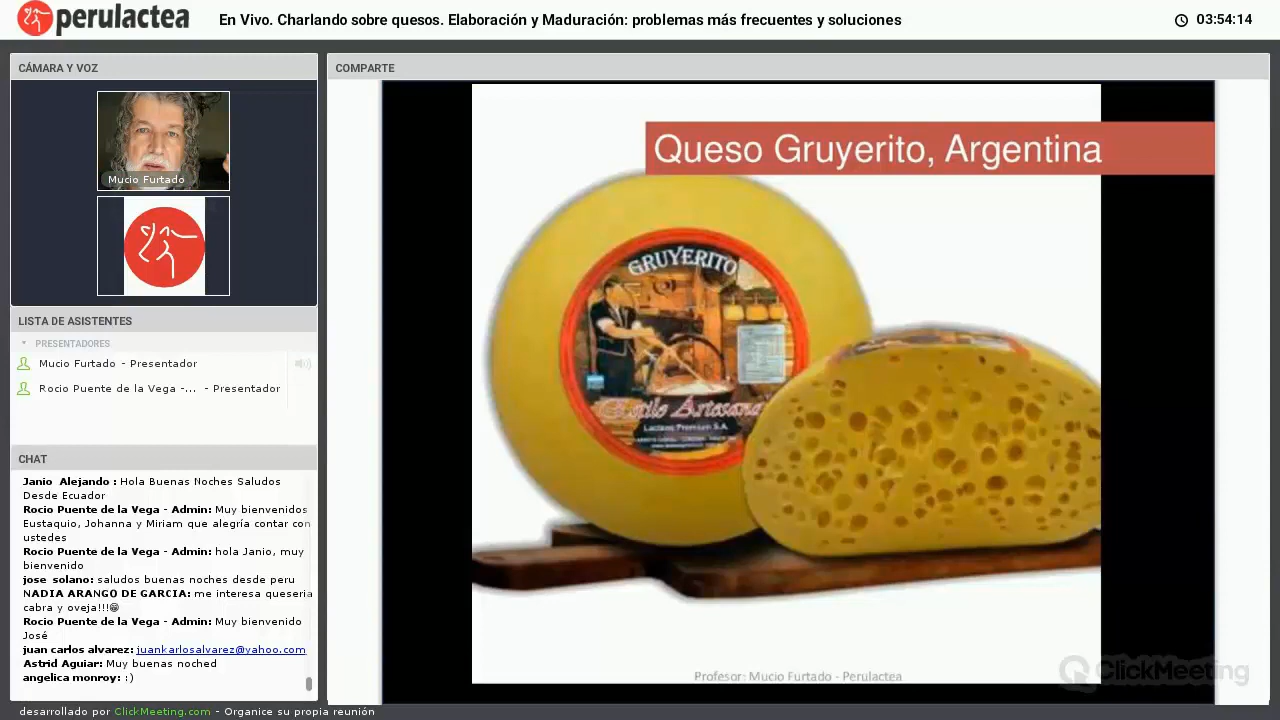 perulactea
En Vivo. Charlando sobre quesos. Elaboración y Maduración: problemas más frecuentes y soluciones
03:54:14
CÁMARA Y VOZ
Mucio Furtado
LISTA DE ASISTENTES
PRESENTADORES
Mucio Furtado - Presentador
Rocio Puente de la Vega -... - Presentador
CHAT
Janio Alejando : Hola Buenas Noches Saludos
Desde Ecuador
Rocio Puente de la Vega - Admin: Muy bienvenidos
Eustaquio, Johanna y Miriam que alegría contar con
ustedes
Rocio Puente de la Vega - Admin: hola Janio, muy
bienvenido
jose solano: saludos buenas noches desde peru
NADIA ARANGO DE GARCIA: me interesa queseria
cabra y oveja!!!😁
Rocio Puente de la Vega - Admin: Muy bienvenido
José
juan carlos alvarez: juankarlosalvarez@yahoo.com
Astrid Aguiar: Muy buenas noched
angelica monroy: :)
COMPARTE
Queso Gruyerito, Argentina
GRUYERITO
Estilo Artesanal
Lacteos Premium S.A.
Profesor: Mucio Furtado - Perulactea
ClickMeeting
desarrollado por ClickMeeting.com - Organice su propia reunión